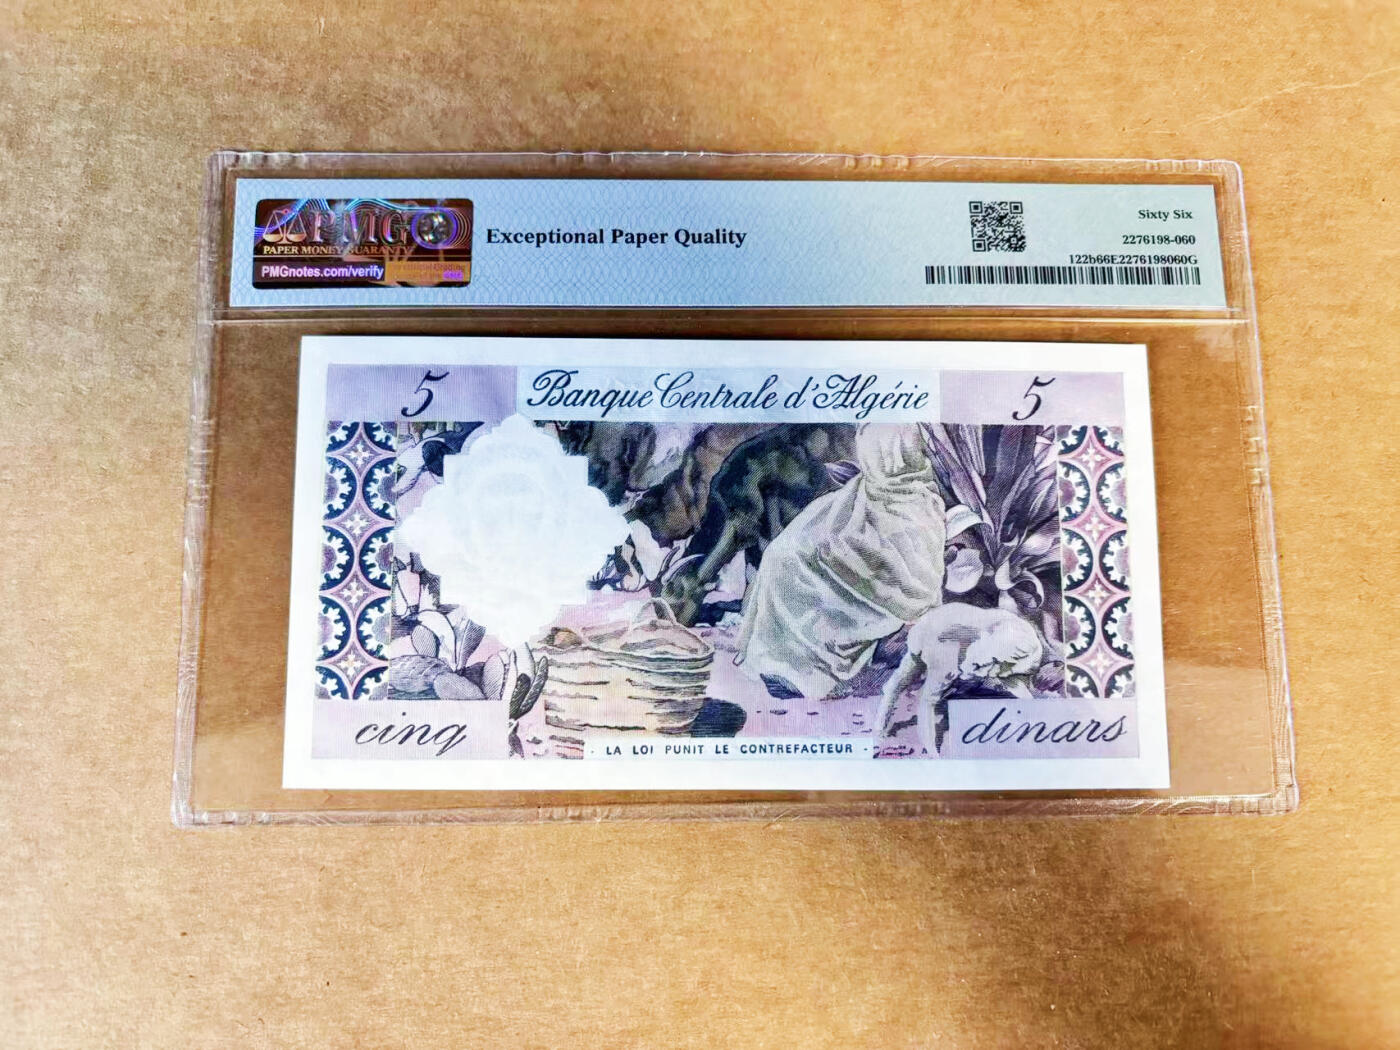 PMG
PAPER MONEY GUARANTY
PMGnotes.com/verify
Exceptional Paper Quality
Sixty Six
2276198-060
122b66E2276198060G
5 Banque Centrale d'Algérie 5
cinq dinars
- LA LOI PUNIT LE CONTREFACTEUR -